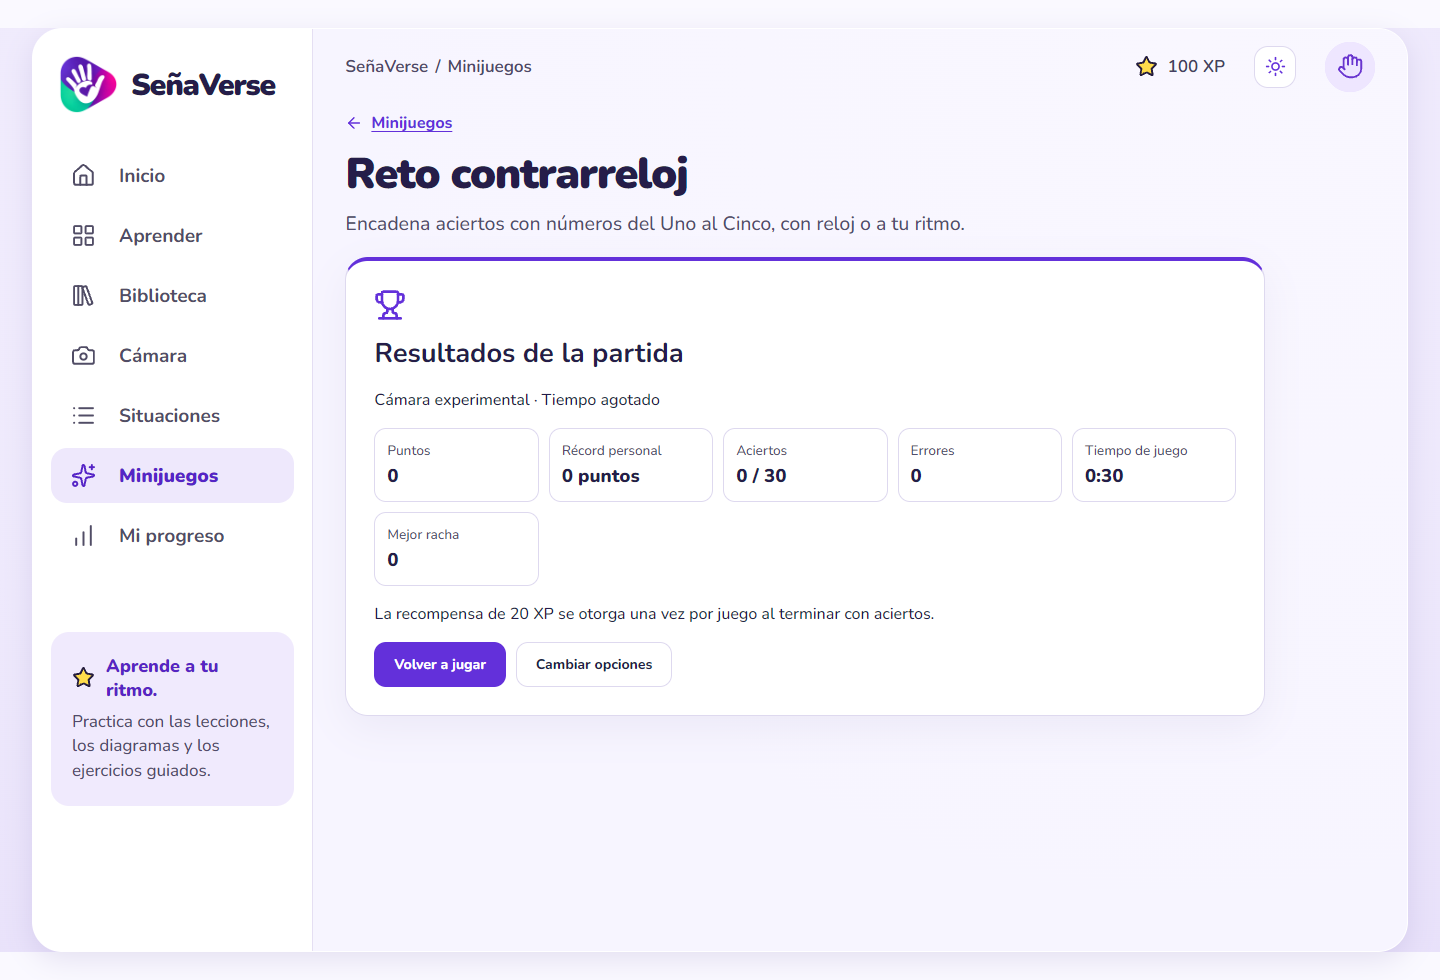 SeñaVerse
Inicio
Aprender
Biblioteca
Cámara
Situaciones
Minijuegos
Mi progreso
Aprende a tu
ritmo.
Practica con las lecciones,
los diagramas y los
ejercicios guiados.
SeñaVerse / Minijuegos
100 XP
Minijuegos
Reto contrarreloj
Encadena aciertos con números del Uno al Cinco, con reloj o a tu ritmo.
Resultados de la partida
Cámara experimental · Tiempo agotado
Puntos
0
Récord personal
0 puntos
Aciertos
0 / 30
Errores
0
Tiempo de juego
0:30
Mejor racha
0
La recompensa de 20 XP se otorga una vez por juego al terminar con aciertos.
Volver a jugar
Cambiar opciones